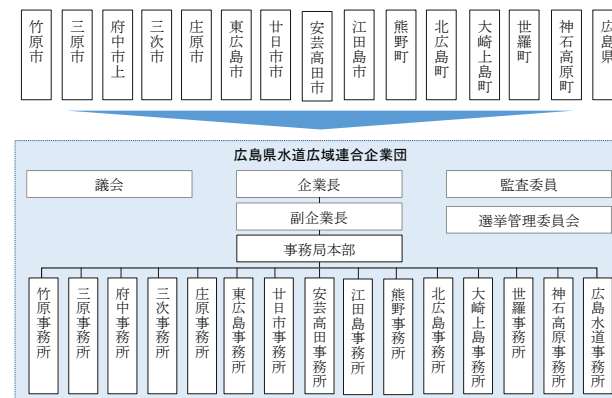 竹原市
三原市
府中市上
三次市
庄原市
東広島市
廿日市市
安芸高田市
江田島市
熊野町
北広島町
大崎上島町
世羅町
神石高原町
広島県
広島県水道広域連合企業団
議会
企業長
監査委員
副企業長
選挙管理委員会
事務局本部
竹原事務所
三原事務所
府中事務所
三次事務所
庄原事務所
東広島事務所
廿日市事務所
安芸高田事務所
江田島事務所
熊野事務所
北広島事務所
大崎上島事務所
世羅事務所
神石高原事務所
広島水道事務所